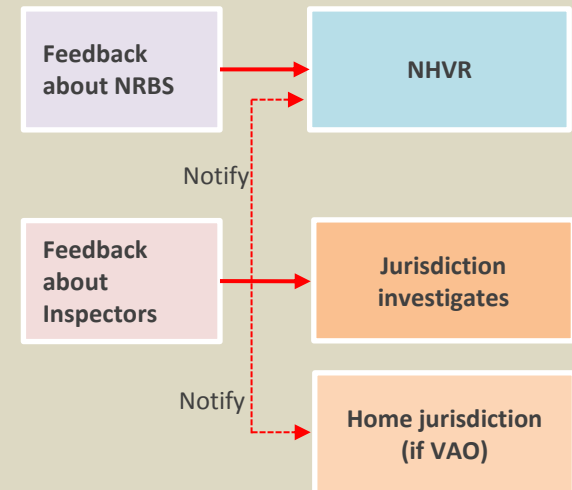 Feedback
about NRBS
NHVR
Notify
Feedback
about
Inspectors
Jurisdiction
investigates
Notify
Home jurisdiction
(if VAO)